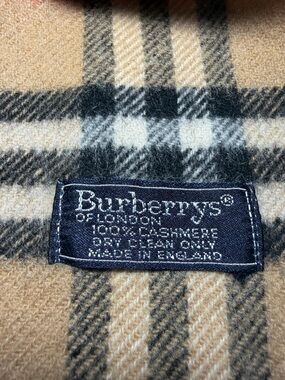 Burberrys®
OF LONDON
100% CASHMERE
DRY CLEAN ONLY
MADE IN ENGLAND